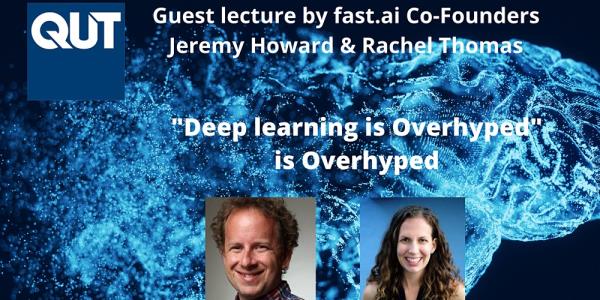 QUT
Guest lecture by fast.ai Co-Founders
Jeremy Howard & Rachel Thomas
"Deep learning is Overhyped"
is Overhyped